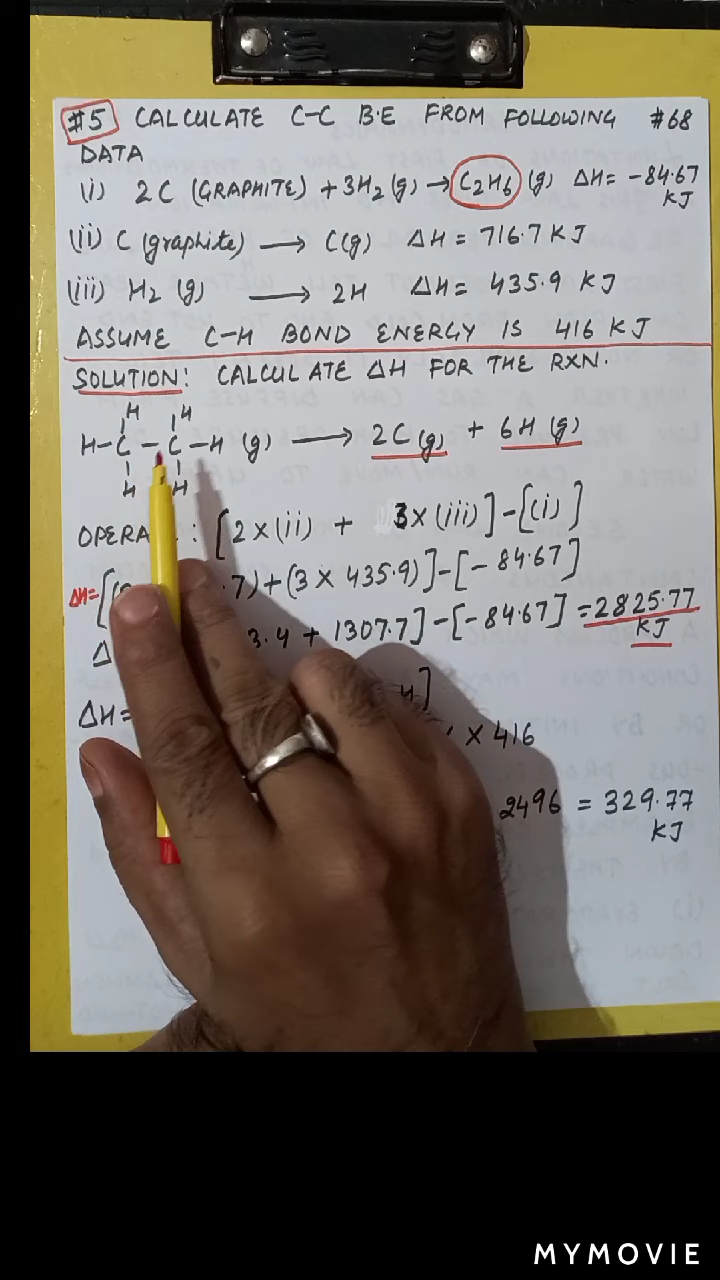 #5 CALCULATE C-C B·E FROM FOLLOWING #68
DATA
(i) 2C (GRAPHITE) + 3H₂(g) → C₂H₆ (g) ΔH = -84.67
KJ
(ii) C (graphite) → C(g) ΔH = 716.7 KJ
(iii) H₂ (g) → 2H ΔH = 435.9 KJ
ASSUME C-H BOND ENERGY IS 416 KJ
SOLUTION: CALCULATE ΔH FOR THE RXN.
H H
H-C-C-H (g) → 2C(g) + 6H (g)
H H
OPERA : [2×(ii) + 3×(iii)] - [(i)]
ΔH= [( .7)+(3 × 435.9)]-[-84.67]
Δ 3.4 + 1307.7]-[-84.67] = 2825.77
KJ
ΔH= H]
× 416
2496 = 329.77
KJ
MYMOVIE